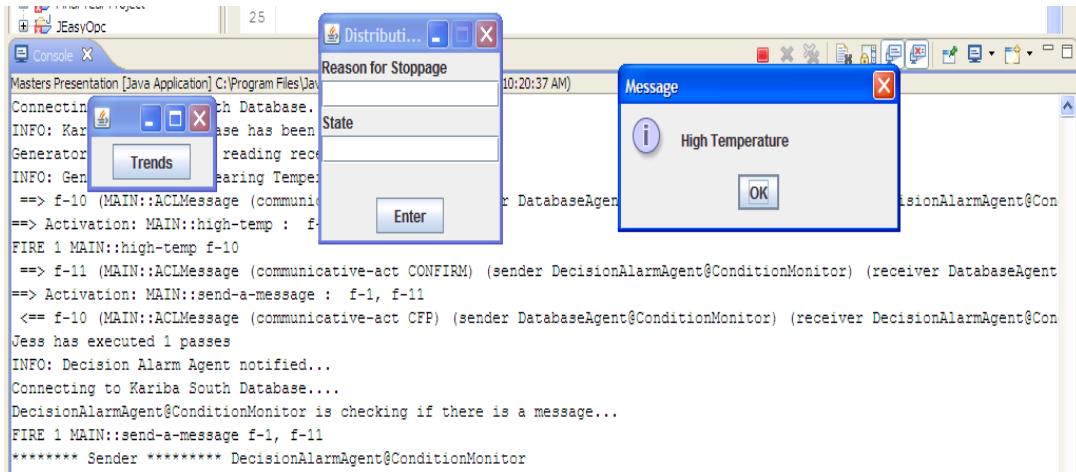 JEasyOpc
25
Console
Masters Presentation [Java Application] C:\Program Files\Jav
10:20:37 AM)
Distributi...
Reason for Stoppage
State
Enter
Trends
Message
High Temperature
OK
Connectin th Database.
INFO: Kar ase has been
Generator reading rece
INFO: Gen earing Temper
==> f-10 (MAIN::ACLMessage (communic r DatabaseAgen isionAlarmAgent@Con
==> Activation: MAIN::high-temp : f-
FIRE 1 MAIN::high-temp f-10
==> f-11 (MAIN::ACLMessage (communicative-act CONFIRM) (sender DecisionAlarmAgent@ConditionMonitor) (receiver DatabaseAgent
==> Activation: MAIN::send-a-message : f-1, f-11
<== f-10 (MAIN::ACLMessage (communicative-act CFP) (sender DatabaseAgent@ConditionMonitor) (receiver DecisionAlarmAgent@Con
Jess has executed 1 passes
INFO: Decision Alarm Agent notified...
Connecting to Kariba South Database....
DecisionAlarmAgent@ConditionMonitor is checking if there is a message...
FIRE 1 MAIN::send-a-message f-1, f-11
******** Sender ********* DecisionAlarmAgent@ConditionMonitor